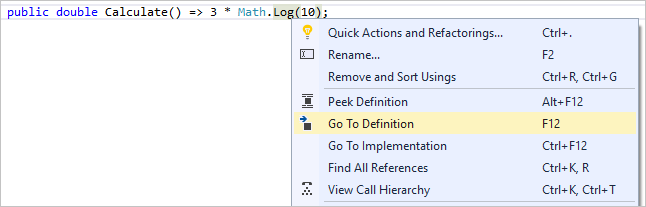 public double Calculate() => 3 * Math.Log(10);
Quick Actions and Refactorings... Ctrl+.
Rename... F2
Remove and Sort Usings Ctrl+R, Ctrl+G
Peek Definition Alt+F12
Go To Definition F12
Go To Implementation Ctrl+F12
Find All References Ctrl+K, R
View Call Hierarchy Ctrl+K, Ctrl+T